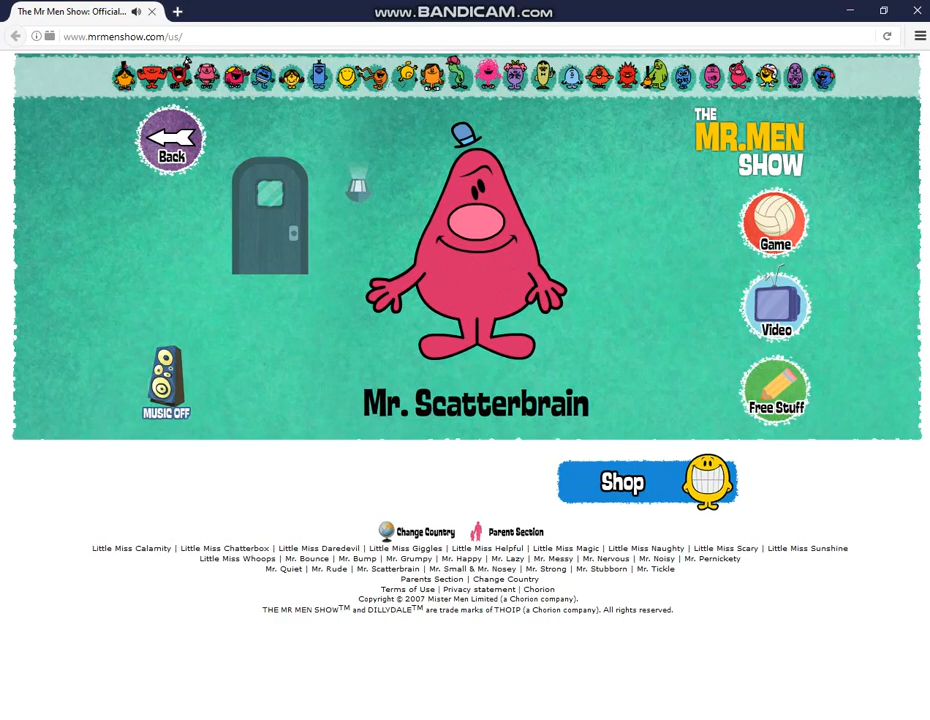 www.BANDICAM.com
The Mr Men Show: Official...
www.mrmenshow.com/us/
Back
THE
MR.MEN
SHOW
Game
Video
MUSIC OFF
Free Stuff
Mr. Scatterbrain
Shop
Change Country Parent Section
Little Miss Calamity | Little Miss Chatterbox | Little Miss Daredevil | Little Miss Giggles | Little Miss Helpful | Little Miss Magic | Little Miss Naughty | Little Miss Scary | Little Miss Sunshine
Little Miss Whoops | Mr. Bounce | Mr. Bump | Mr. Grumpy | Mr. Happy | Mr. Lazy | Mr. Messy | Mr. Nervous | Mr. Noisy | Mr. Pernickety
Mr. Quiet | Mr. Rude | Mr. Scatterbrain | Mr. Small & Mr. Nosey | Mr. Strong | Mr. Stubborn | Mr. Tickle
Parents Section | Change Country
Terms of Use | Privacy statement | Chorion
Copyright © 2007 Mister Men Limited (a Chorion company).
THE MR MEN SHOW™ and DILLYDALE™ are trade marks of THOIP (a Chorion company). All rights reserved.